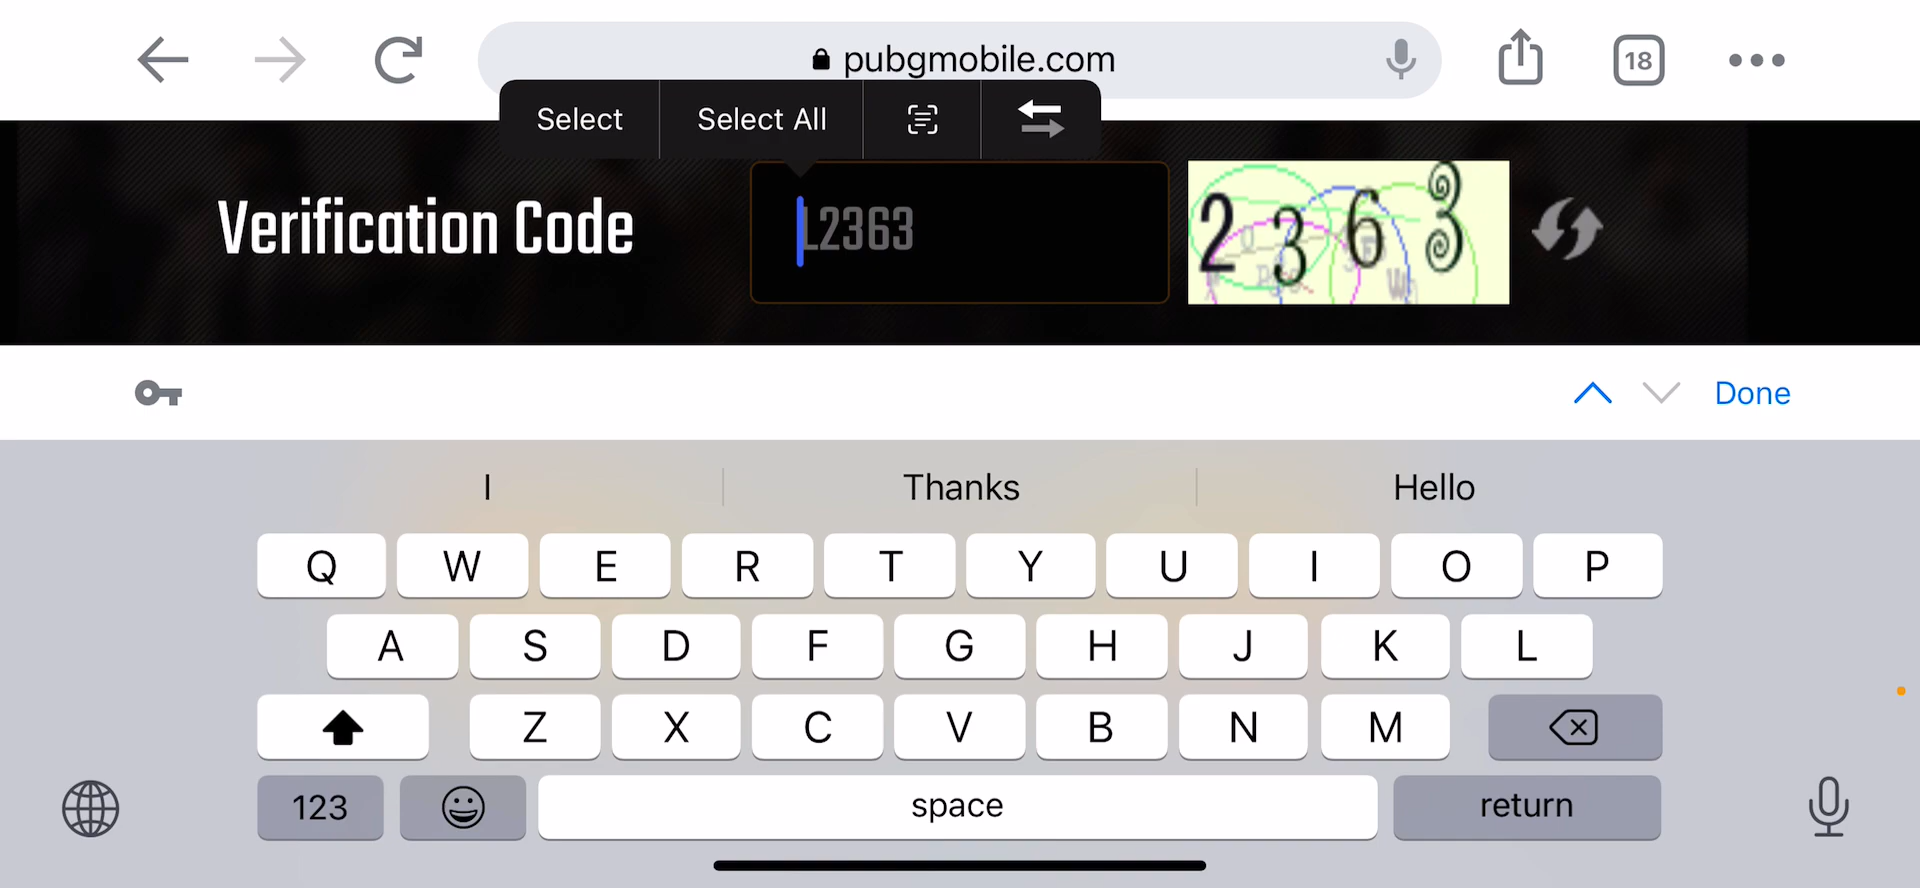 pubgmobile.com
18
Select
Select All
Verification Code
L2363
2363
Done
I
Thanks
Hello
Q W E R T Y U I O P
A S D F G H J K L
Z X C V B N M
123
space
return